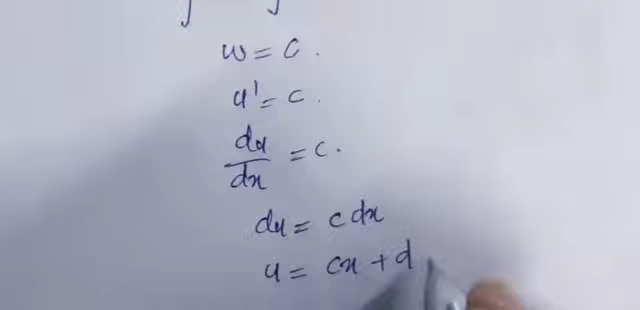 w = c.
u' = c.
du/dx = c.
du = c dx
u = cx + d